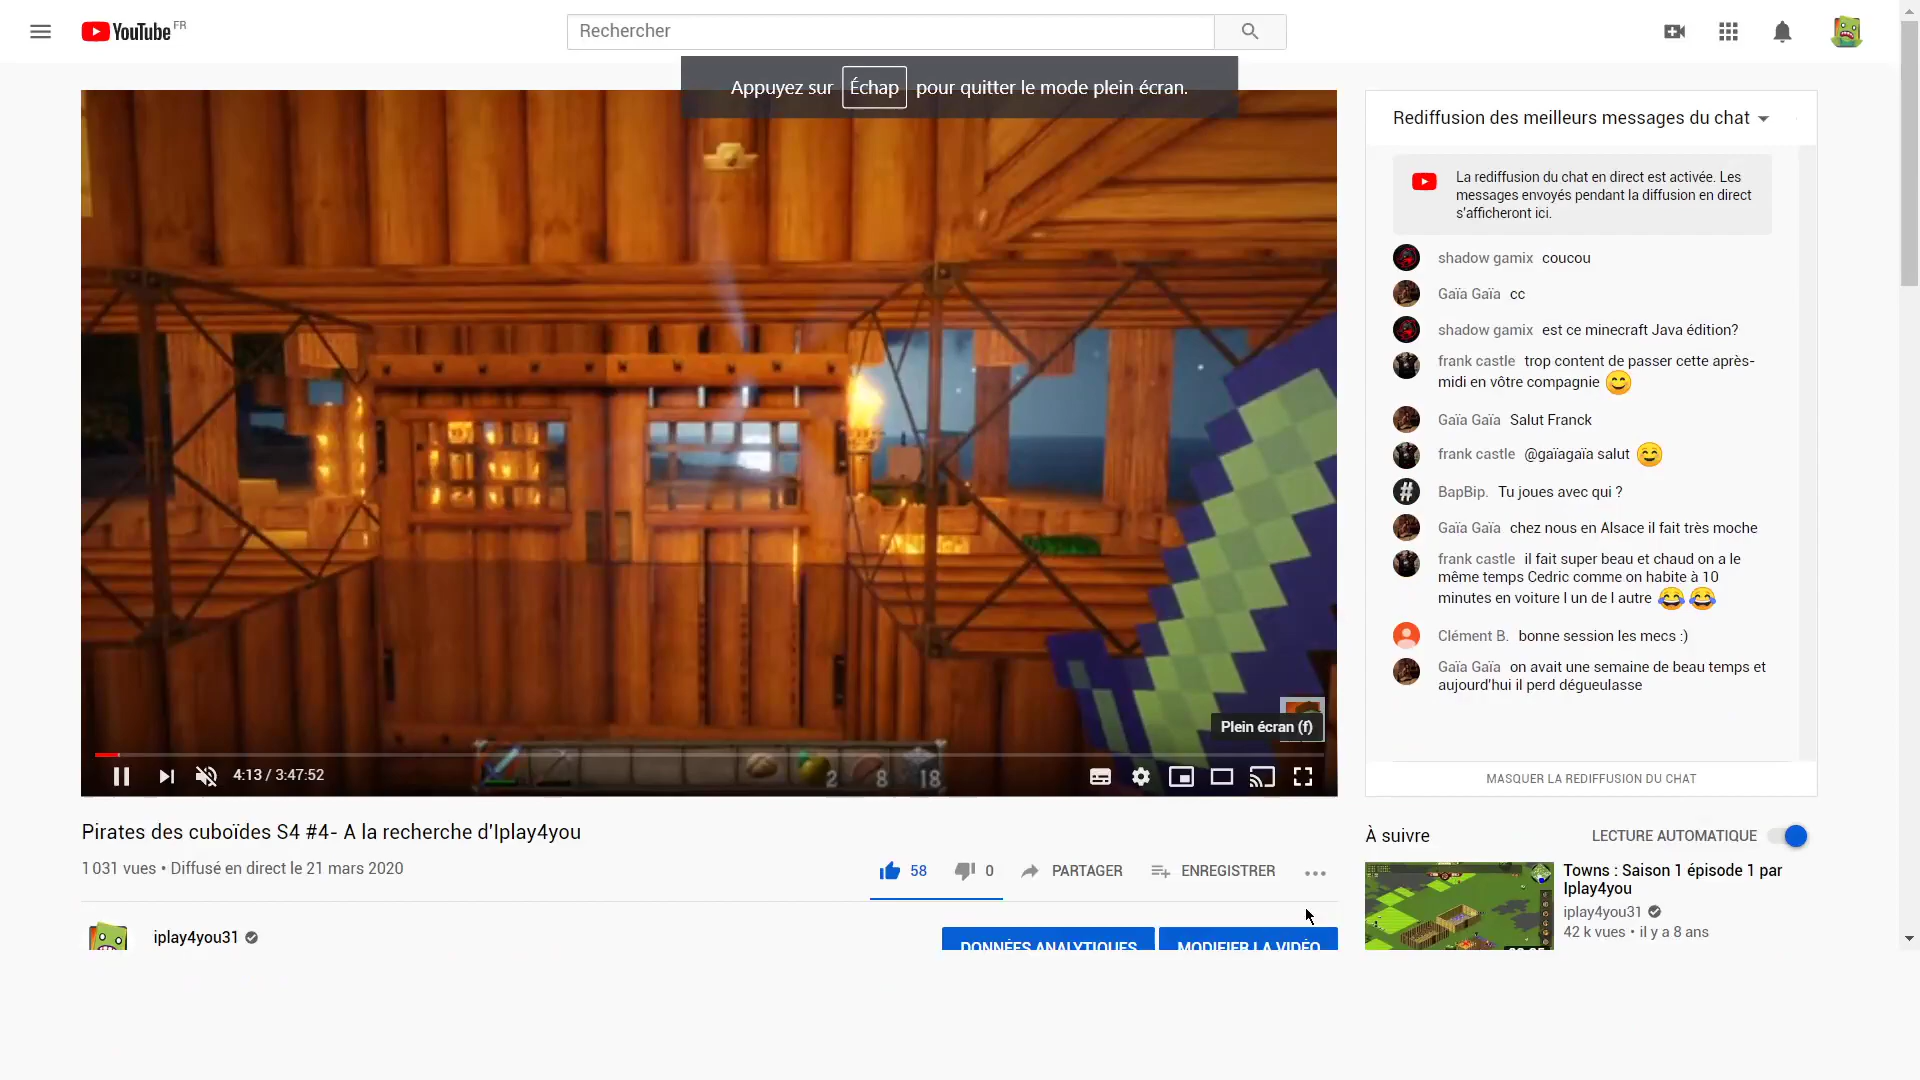 YouTube FR
Rechercher
Appuyez sur Échap pour quitter le mode plein écran.
Plein écran (f)
2 8 18
4:13 / 3:47:52
Pirates des cuboïdes S4 #4- A la recherche d'Iplay4you
1 031 vues • Diffusé en direct le 21 mars 2020
58 0 PARTAGER ENREGISTRER
iplay4you31
DONNÉES ANALYTIQUES MODIFIER LA VIDÉO
Rediffusion des meilleurs messages du chat
La rediffusion du chat en direct est activée. Les
messages envoyés pendant la diffusion en direct
s'afficheront ici.
shadow gamix coucou
Gaïa Gaïa cc
shadow gamix est ce minecraft Java édition?
frank castle trop content de passer cette après-
midi en vôtre compagnie 😊
Gaïa Gaïa Salut Franck
frank castle @gaïagaïa salut 😊
BapBip. Tu joues avec qui ?
Gaïa Gaïa chez nous en Alsace il fait très moche
frank castle il fait super beau et chaud on a le
même temps Cedric comme on habite à 10
minutes en voiture l un de l autre 😂😂
Clément B. bonne session les mecs :)
Gaïa Gaïa on avait une semaine de beau temps et
aujourd'hui il perd dégueulasse
MASQUER LA REDIFFUSION DU CHAT
À suivre
LECTURE AUTOMATIQUE
Towns : Saison 1 épisode 1 par
Iplay4you
iplay4you31
42 k vues • il y a 8 ans